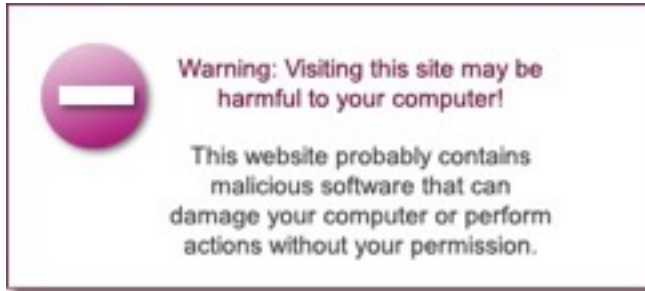 Warning: Visiting this site may be
harmful to your computer!
This website probably contains
malicious software that can
damage your computer or perform
actions without your permission.